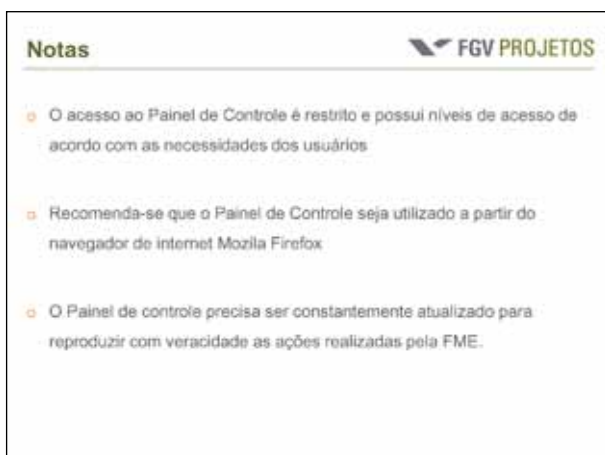 Notas
FGV PROJETOS
O acesso ao Painel de Controle é restrito e possui níveis de acesso de
acordo com as necessidades dos usuários
Recomenda-se que o Painel de Controle seja utilizado a partir do
navegador de internet Mozila Firefox
O Painel de controle precisa ser constantemente atualizado para
reproduzir com veracidade as ações realizadas pela FME.